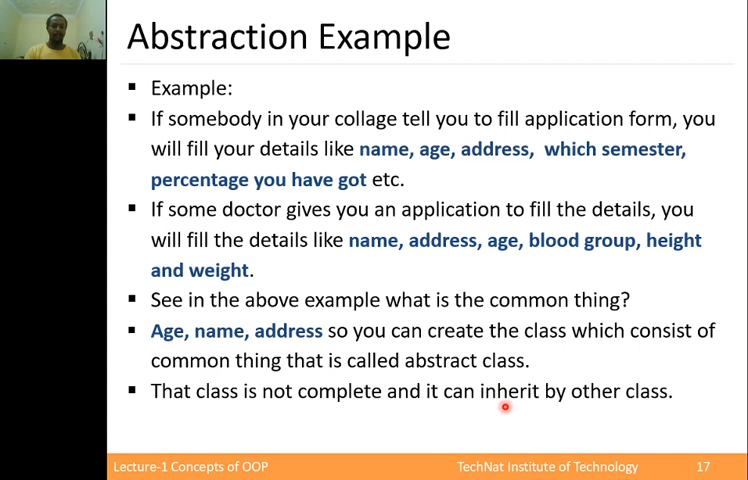 Abstraction Example
Example:
If somebody in your collage tell you to fill application form, you
will fill your details like name, age, address, which semester,
percentage you have got etc.
If some doctor gives you an application to fill the details, you
will fill the details like name, address, age, blood group, height
and weight.
See in the above example what is the common thing?
Age, name, address so you can create the class which consist of
common thing that is called abstract class.
That class is not complete and it can inherit by other class.
Lecture-1 Concepts of OOP
TechNat Institute of Technology
17